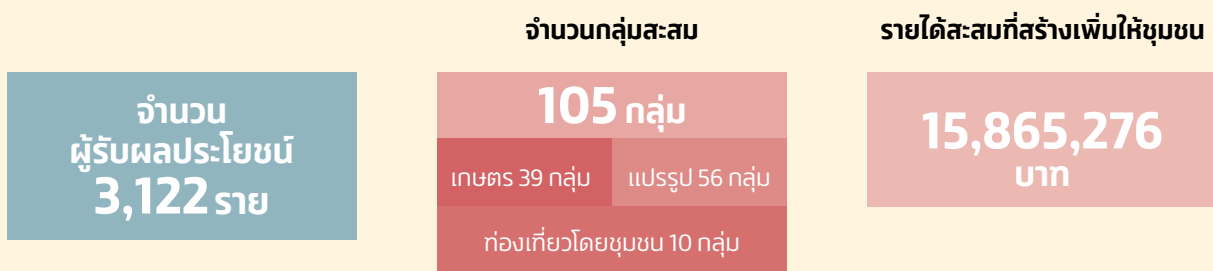 จำนวน
ผู้รับผลประโยชน์
3,122 ราย
จำนวนกลุ่มสะสม
105 กลุ่ม
เกษตร 39 กลุ่ม
แปรรูป 56 กลุ่ม
ท่องเที่ยวโดยชุมชน 10 กลุ่ม
รายได้สะสมที่สร้างเพิ่มให้ชุมชน
15,865,276
บาท